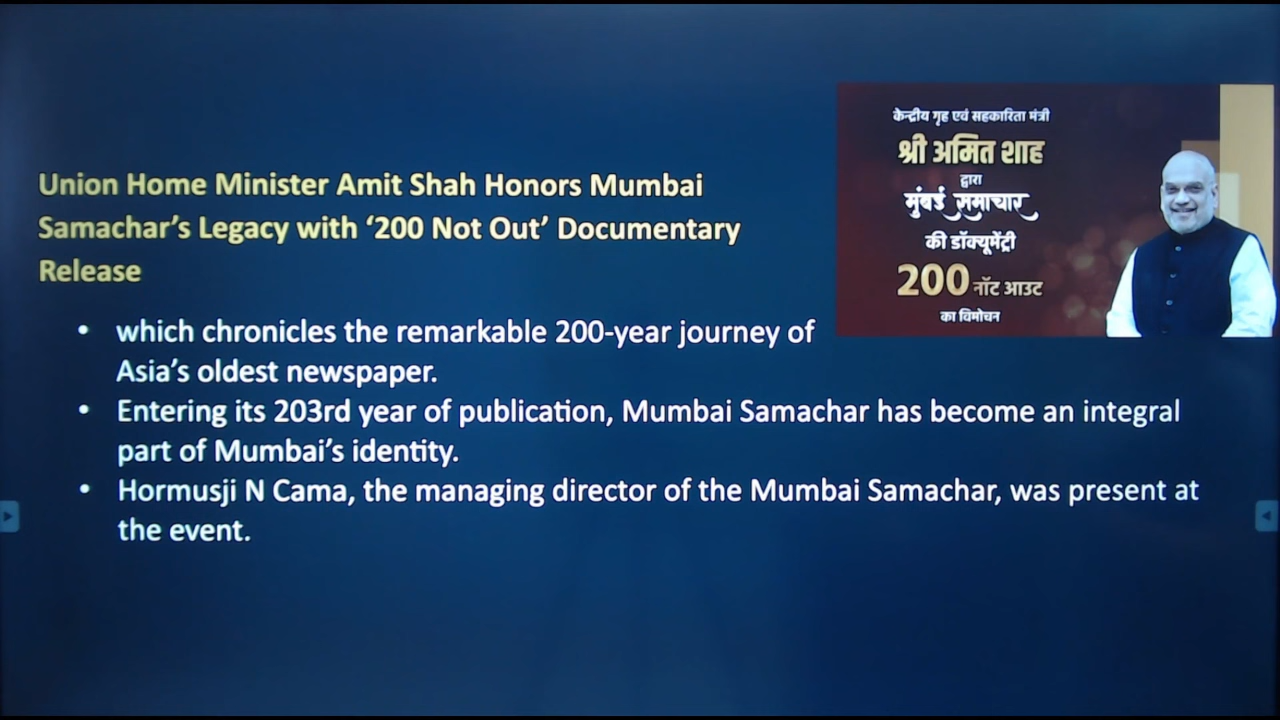 Union Home Minister Amit Shah Honors Mumbai
Samachar’s Legacy with ‘200 Not Out’ Documentary
Release
• which chronicles the remarkable 200-year journey of
Asia’s oldest newspaper.
• Entering its 203rd year of publication, Mumbai Samachar has become an integral
part of Mumbai’s identity.
• Hormusji N Cama, the managing director of the Mumbai Samachar, was present at
the event.
केन्द्रीय गृह एवं सहकारिता मंत्री
श्री अमित शाह
द्वारा
मुंबई समाचार
की डॉक्यूमेंट्री
200 नॉट आउट
का विमोचन